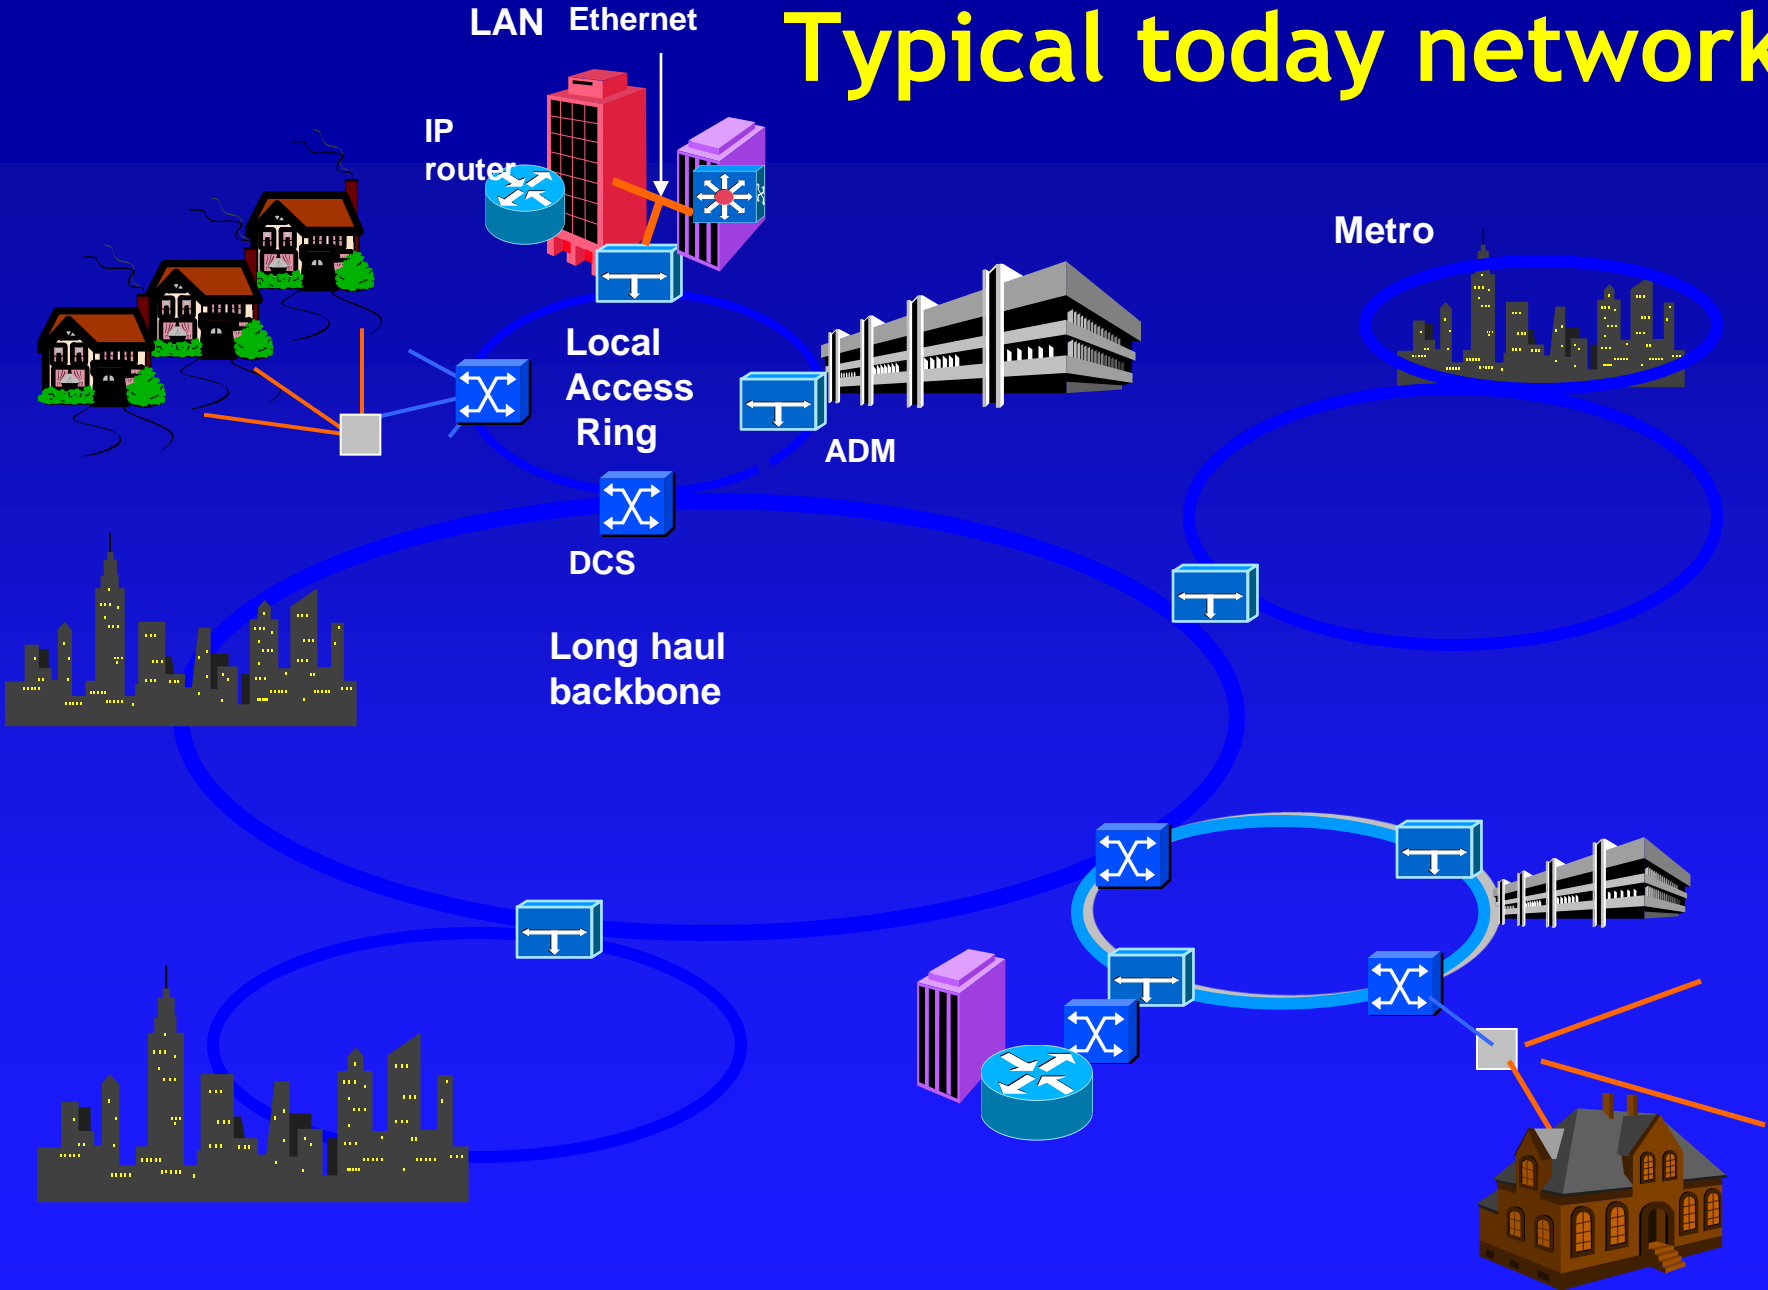 Typical today network
LAN
Ethernet
IP
router
Metro
Local
Access
Ring
ADM
DCS
Long haul
backbone